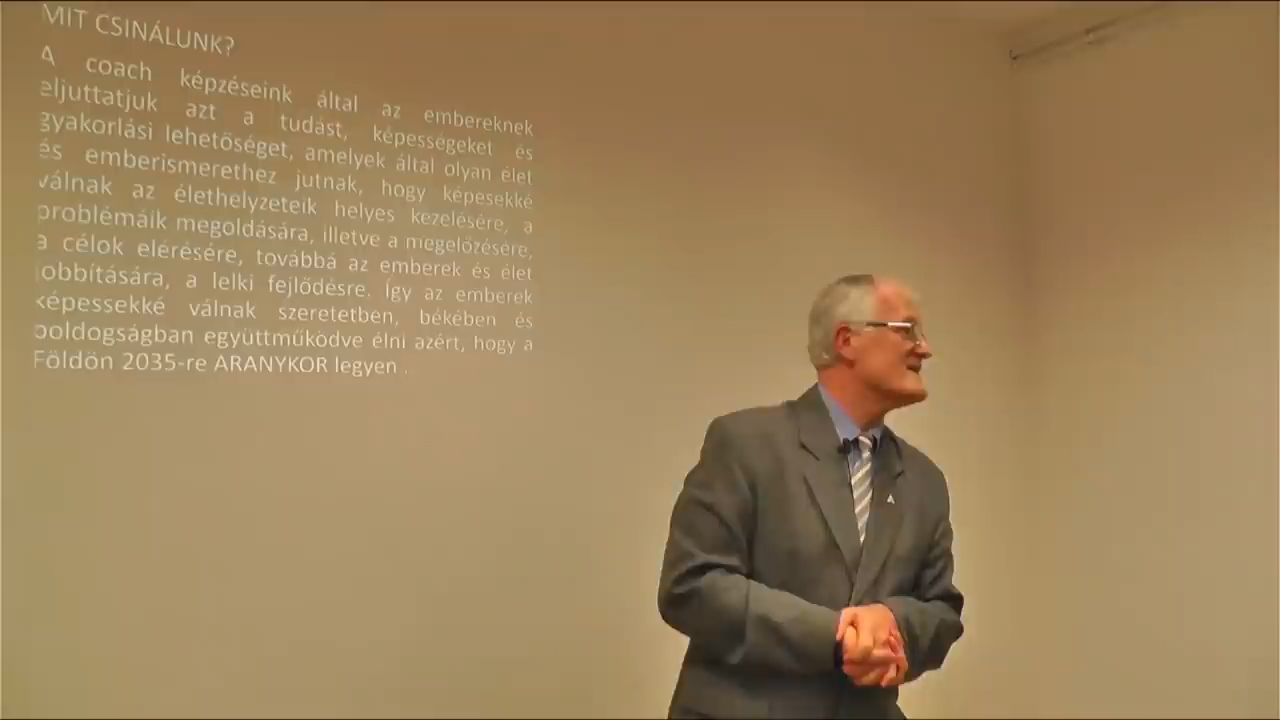 MIT CSINÁLUNK?
A coach képzéseink által az embereknek
eljuttatjuk azt a tudást, képességeket és
gyakorlási lehetőséget, amelyek által olyan élet
és emberismerethez jutnak, hogy képesekké
válnak az élethelyzeteik helyes kezelésére, a
problémáik megoldására, illetve a megelőzésére,
a célok elérésére, továbbá az emberek és élet
jobbítására, a lelki fejlődésre. Így az emberek
képessekké válnak szeretetben, békében és
boldogságban együttműködve élni azért, hogy a
Földön 2035-re ARANYKOR legyen .